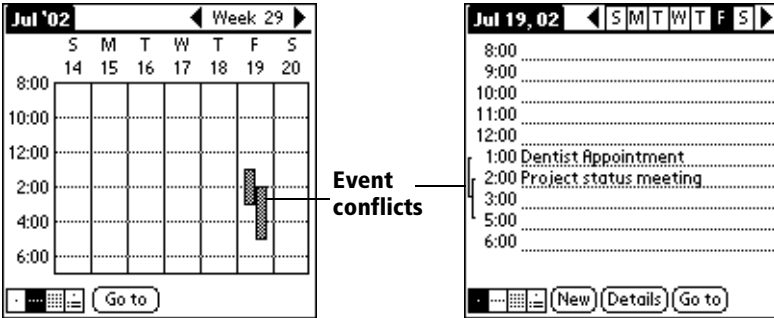 Jul '02 Week 29
S M T W T F S
14 15 16 17 18 19 20
8:00
10:00
12:00
2:00
4:00
6:00
Go to
Event
conflicts
Jul 19, 02 S M T W T F S
8:00
9:00
10:00
11:00
12:00
1:00 Dentist Appointment
2:00 Project status meeting
3:00
5:00
6:00
New Details Go to